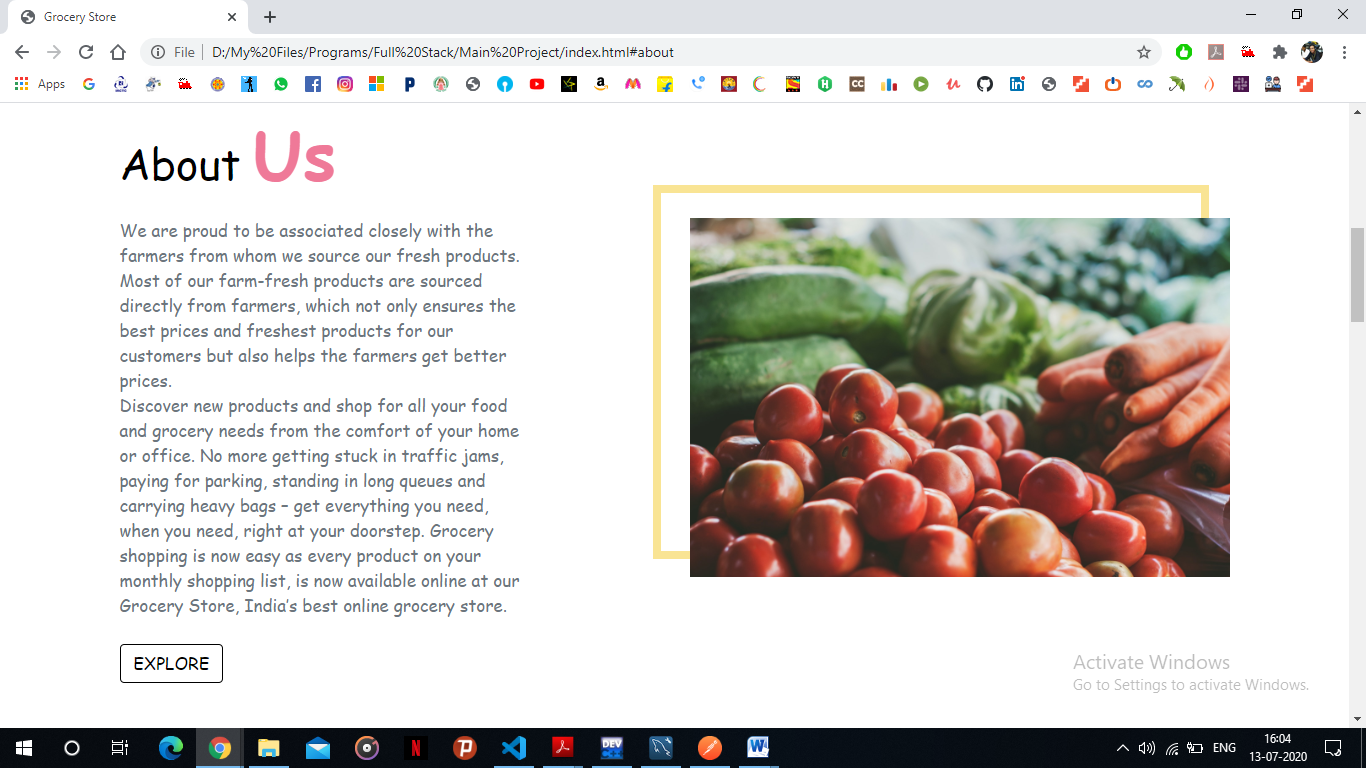 Grocery Store
File
D:/My%20Files/Programs/Full%20Stack/Main%20Project/index.html#about
Apps
About Us
We are proud to be associated closely with the
farmers from whom we source our fresh products.
Most of our farm-fresh products are sourced
directly from farmers, which not only ensures the
best prices and freshest products for our
customers but also helps the farmers get better
prices.
Discover new products and shop for all your food
and grocery needs from the comfort of your home
or office. No more getting stuck in traffic jams,
paying for parking, standing in long queues and
carrying heavy bags – get everything you need,
when you need, right at your doorstep. Grocery
shopping is now easy as every product on your
monthly shopping list, is now available online at our
Grocery Store, India's best online grocery store.
EXPLORE
Activate Windows
Go to Settings to activate Windows.
ENG
16:04
13-07-2020